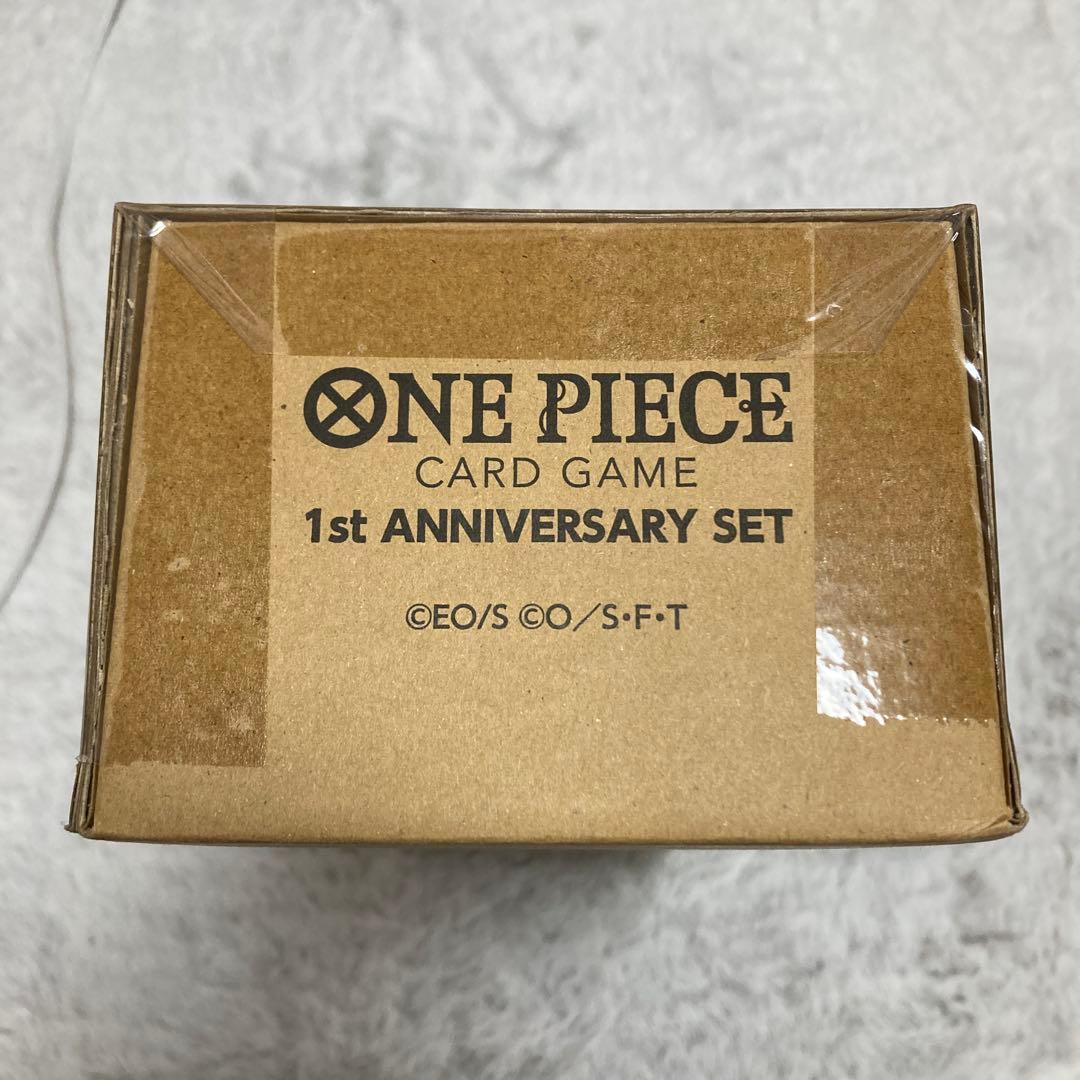 ONE PIECE
CARD GAME
1st ANNIVERSARY SET
©EO/S ©O／S・F・T